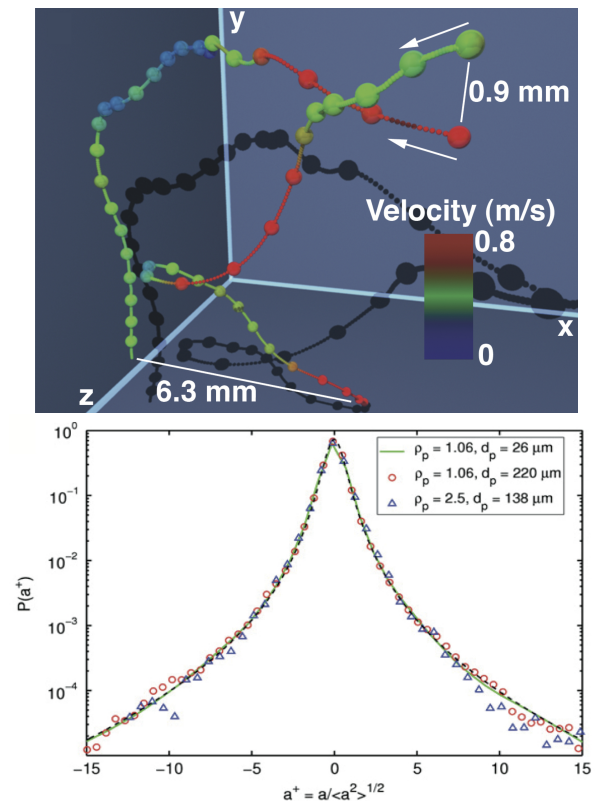 y
0.9 mm
Velocity (m/s)
0.8
0
x
z
6.3 mm
10⁰
10⁻¹
10⁻²
10⁻³
10⁻⁴
P(a⁺)
ρₚ = 1.06, dₚ = 26 μm
ρₚ = 1.06, dₚ = 220 μm
ρₚ = 2.5, dₚ = 138 μm
−15 −10 −5 0 5 10 15
a⁺ = a/<a²>¹ᐟ²